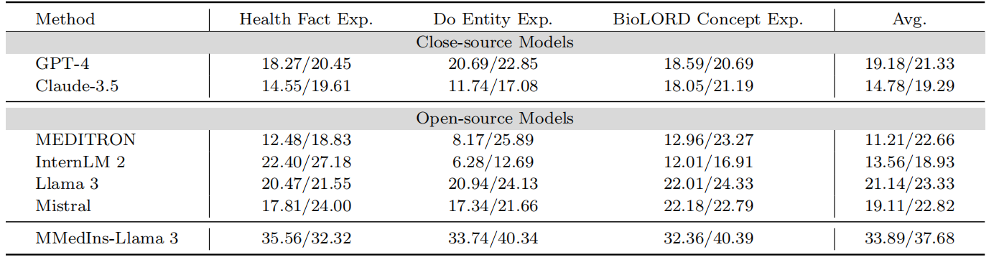 Method Health Fact Exp. Do Entity Exp. BioLORD Concept Exp. Avg.
Close-source Models
GPT-4 18.27/20.45 20.69/22.85 18.59/20.69 19.18/21.33
Claude-3.5 14.55/19.61 11.74/17.08 18.05/21.19 14.78/19.29
Open-source Models
MEDITRON 12.48/18.83 8.17/25.89 12.96/23.27 11.21/22.66
InternLM 2 22.40/27.18 6.28/12.69 12.01/16.91 13.56/18.93
Llama 3 20.47/21.55 20.94/24.13 22.01/24.33 21.14/23.33
Mistral 17.81/24.00 17.34/21.66 22.18/22.79 19.11/22.82
MMedIns-Llama 3 35.56/32.32 33.74/40.34 32.36/40.39 33.89/37.68